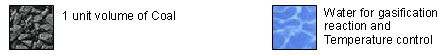 1 unit volume of Coal
Water for gasification
reaction and
Temperature control